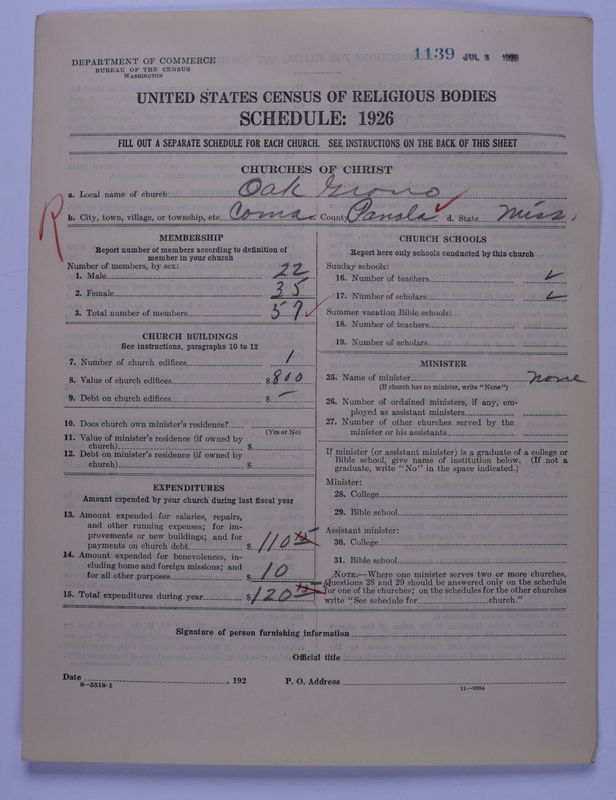 DEPARTMENT OF COMMERCE
BUREAU OF THE CENSUS
WASHINGTON
1139 JUL 3
UNITED STATES CENSUS OF RELIGIOUS BODIES
SCHEDULE: 1926
FILL OUT A SEPARATE SCHEDULE FOR EACH CHURCH. SEE INSTRUCTIONS ON THE BACK OF THIS SHEET
CHURCHES OF CHRIST
a. Local name of church Oak Grove
R
b. City, town, village, or township, etc. Coma County Panola d. State Miss.
MEMBERSHIP
Report number of members according to definition of
member in your church
Number of members, by sex:
1. Male 22
2. Female 35
3. Total number of members 57
CHURCH BUILDINGS
See instructions, paragraphs 10 to 12
7. Number of church edifices 1
8. Value of church edifices $ 800
9. Debt on church edifices $ —
10. Does church own minister's residence?
(Yes or No)
11. Value of minister's residence (if owned by
church) $
12. Debt on minister's residence (if owned by
church) $
EXPENDITURES
Amount expended by your church during last fiscal year
13. Amount expended for salaries, repairs,
and other running expenses; for im-
provements or new buildings; and for
payments on church debt $ 110
14. Amount expended for benevolences, in-
cluding home and foreign missions; and
for all other purposes 10
15. Total expenditures during year $ 120
CHURCH SCHOOLS
Report here only schools conducted by this church
Sunday schools:
16. Number of teachers ✓
17. Number of scholars ✓
Summer vacation Bible schools:
18. Number of teachers
19. Number of scholars
MINISTER
25. Name of minister none
(If church has no minister, write "None")
26. Number of ordained ministers, if any, em-
ployed as assistant ministers
27. Number of other churches served by the
minister or his assistants
If minister (or assistant minister) is a graduate of a college or
Bible school, give name of institution below. (If not a
graduate, write "No" in the space indicated.)
Minister:
28. College
29. Bible school
Assistant minister:
30. College
31. Bible school
NOTE.—Where one minister serves two or more churches,
Questions 28 and 29 should be answered only on the schedule
for one of the churches; on the schedules for the other churches
write "See schedule for church."
Signature of person furnishing information
Official title
Date , 192 P. O. Address
8—5518-1
11—9294